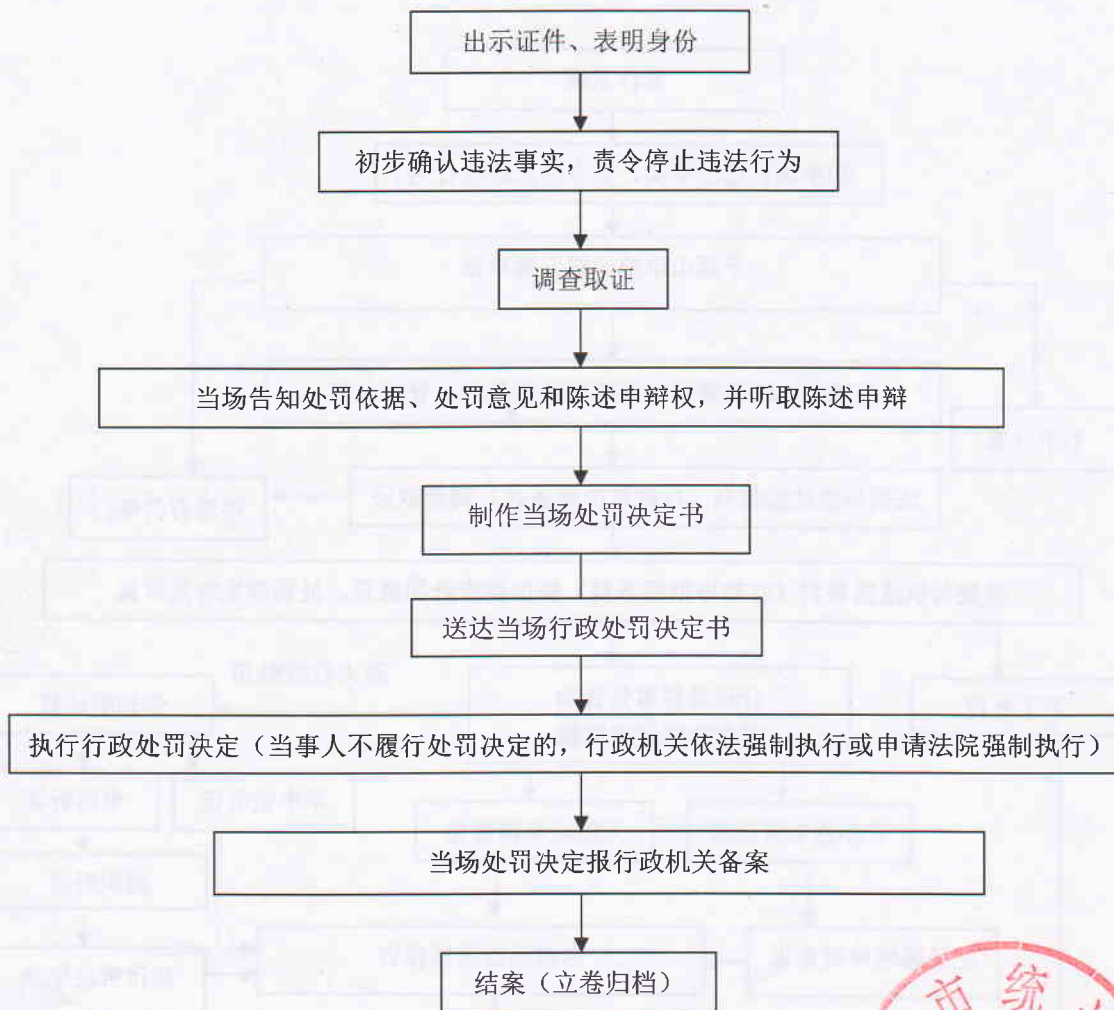 出示证件、表明身份
初步确认违法事实，责令停止违法行为
调查取证
当场告知处罚依据、处罚意见和陈述申辩权，并听取陈述申辩
制作当场处罚决定书
送达当场行政处罚决定书
执行行政处罚决定（当事人不履行处罚决定的，行政机关依法强制执行或申请法院强制执行）
当场处罚决定报行政机关备案
结案（立卷归档）
市统